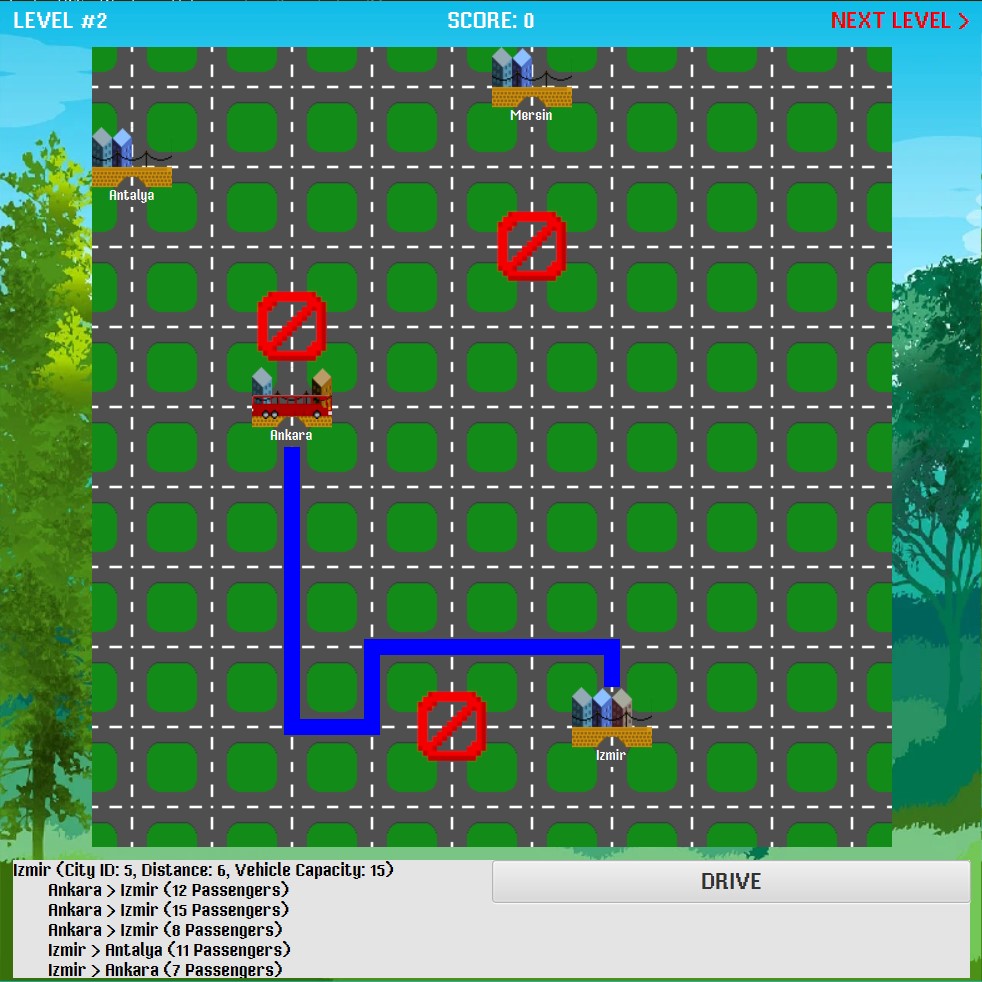 LEVEL #2
SCORE: 0
NEXT LEVEL >
Mersin
Antalya
Ankara
Izmir
Izmir (City ID: 5, Distance: 6, Vehicle Capacity: 15)
Ankara > Izmir (12 Passengers)
Ankara > Izmir (15 Passengers)
Ankara > Izmir (8 Passengers)
Izmir > Antalya (11 Passengers)
Izmir > Ankara (7 Passengers)
DRIVE